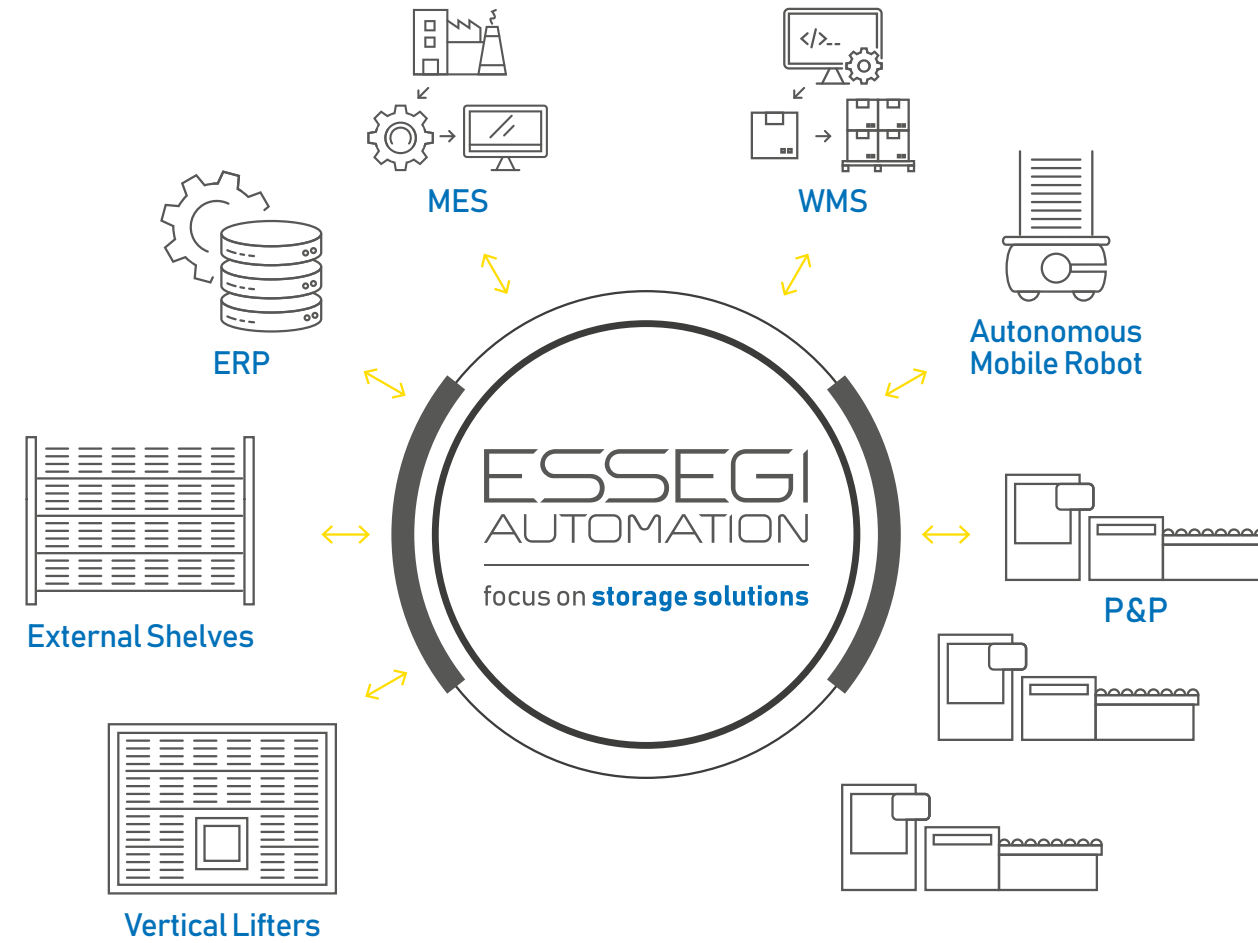 </>_ _
MES
WMS
ERP
Autonomous
Mobile Robot
ESSEGI
AUTOMATION
focus on storage solutions
External Shelves
P&P
Vertical Lifters